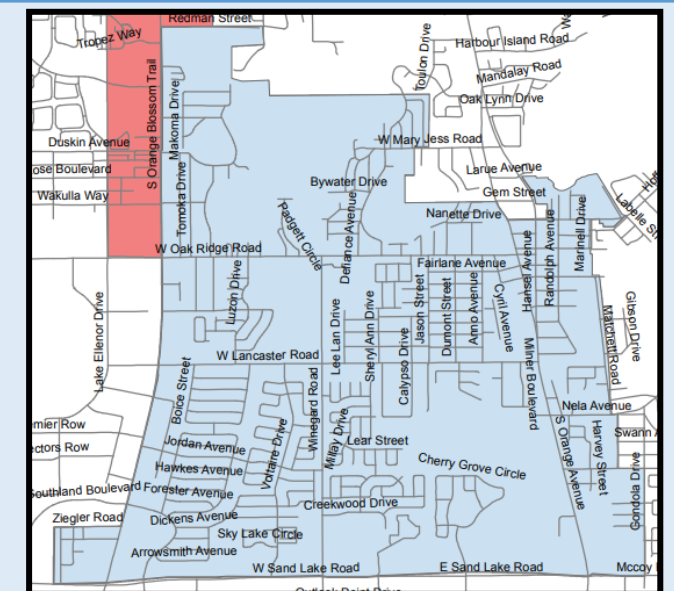 Redman Street
Tropez Way
Harbour Island Road
Mandalay Road
Toulon Drive
Oak Lynn Drive
S Orange Blossom Trail
Makoma Drive
Duskin Avenue
W Mary Jess Road
ose Boulevard
Larue Avenue
Wakulla Way
Bywater Drive
Gem Street
Tomoka Drive
Padgett Circle
Defiance Avenue
Nanette Drive
Hansel Avenue
Randolph Avenue
Marinell Drive
Labelle St
W Oak Ridge Road
Fairlane Avenue
Lake Ellenor Drive
Luzon Drive
Lee Lan Drive
Sheryl Ann Drive
Calypso Drive
Jason Street
Dumont Street
Anno Avenue
Cyril Avenue
Gibson Drive
Matchett Road
W Lancaster Road
Boice Street
Winegard Road
Milner Boulevard
Nela Avenue
emier Row
ectors Row
Jordan Avenue
Voltaire Drive
Millay Drive
Lear Street
S Orange Avenue
Harvey Street
Swann A
Hawkes Avenue
Cherry Grove Circle
Southland Boulevard
Forester Avenue
Creekwood Drive
Gondola Drive
Ziegler Road
Dickens Avenue
Sky Lake Circle
Arrowsmith Avenue
W Sand Lake Road
E Sand Lake Road
Mccoy